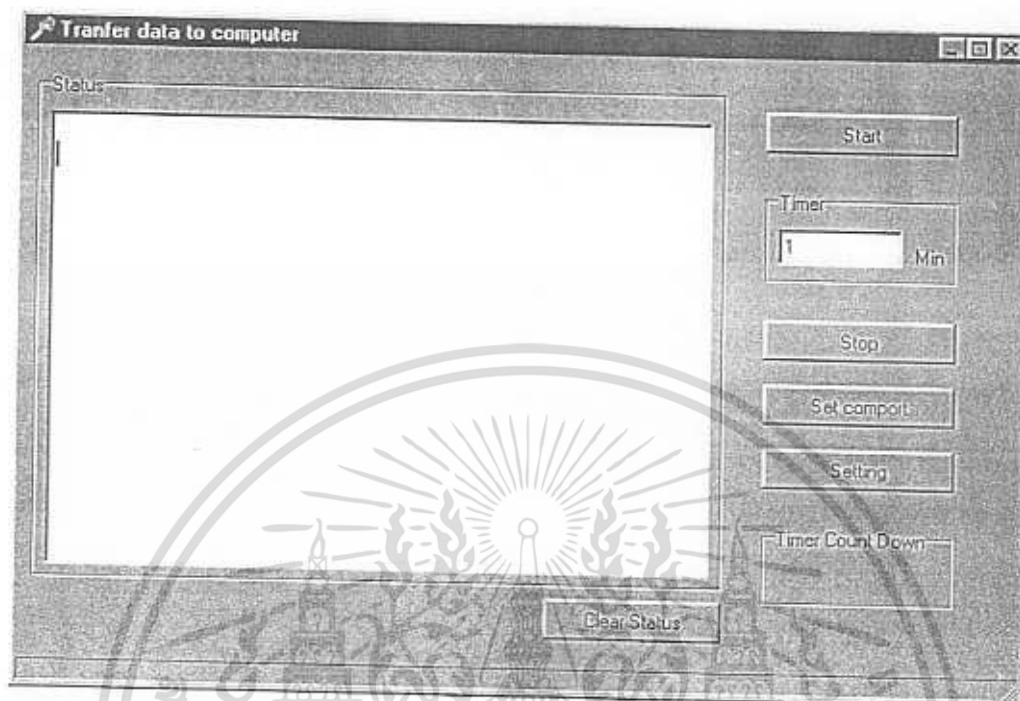 Tranfer data to computer
Status
Start
Timer
1
Min
Stop
Set comport
Setting
Timer Count Down
Clear Status